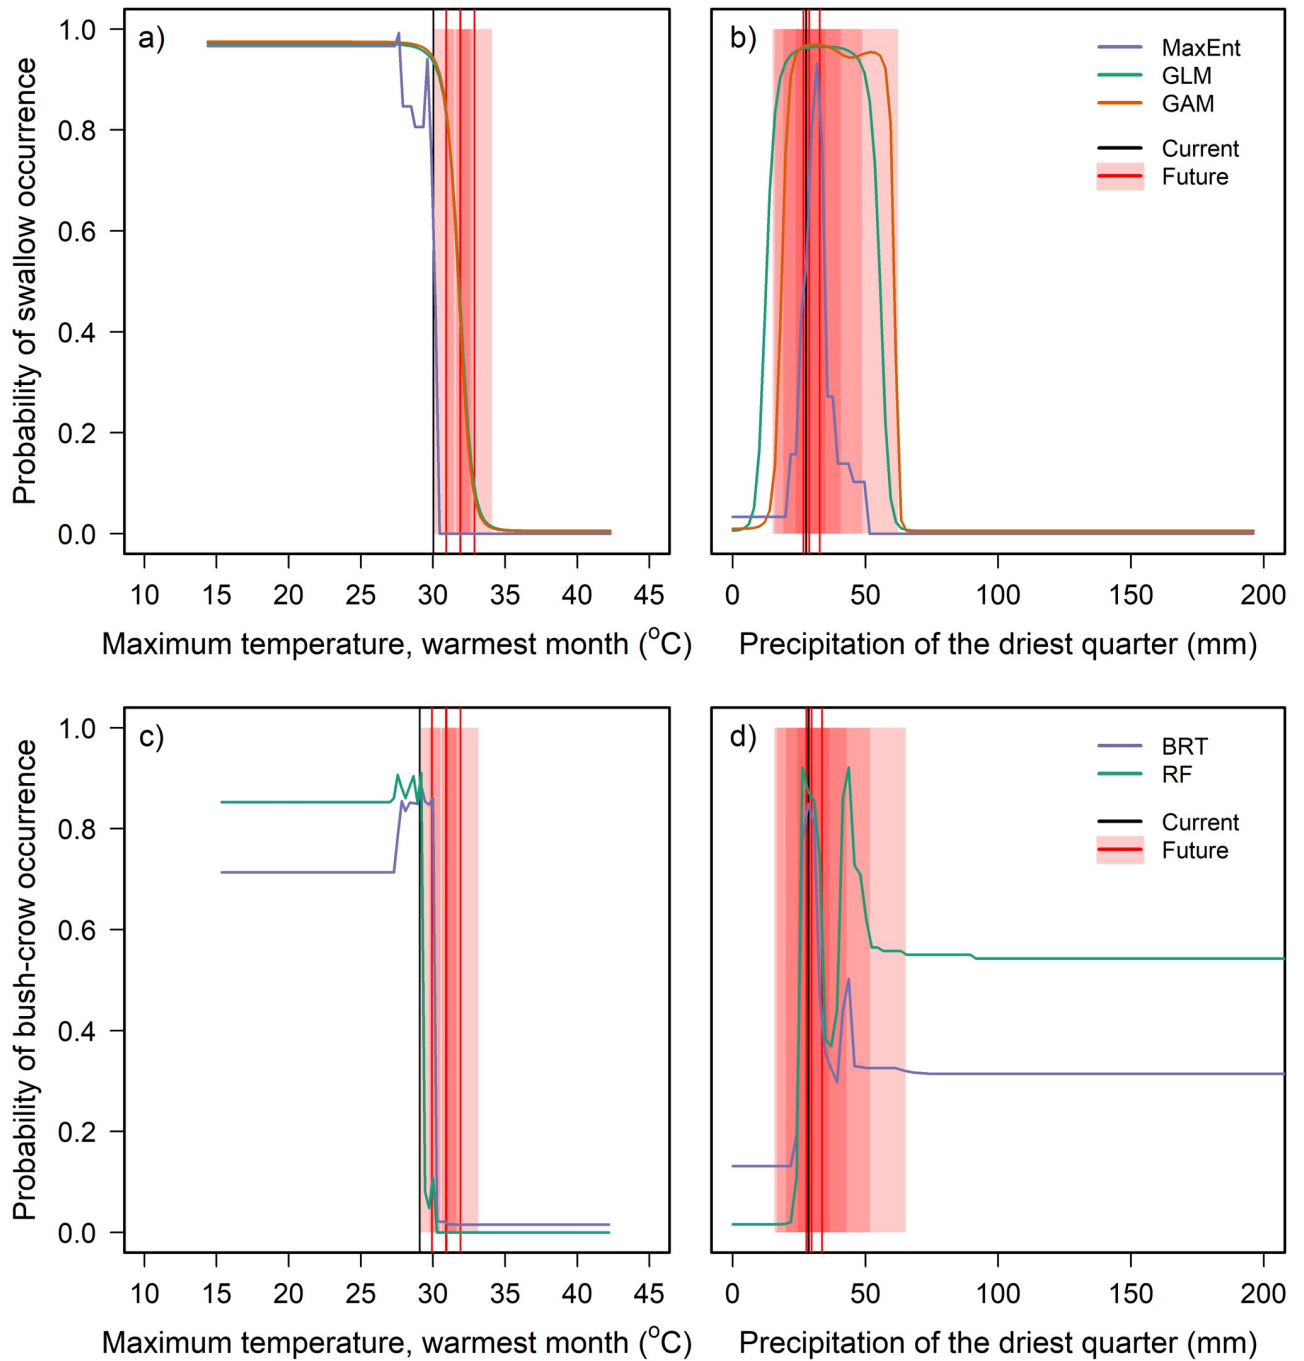 a)
Probability of swallow occurrence
1.0
0.8
0.6
0.4
0.2
0.0
10 15 20 25 30 35 40 45
Maximum temperature, warmest month (°C)
b)
MaxEnt
GLM
GAM
Current
Future
0 50 100 150 200
Precipitation of the driest quarter (mm)
c)
Probability of bush-crow occurrence
1.0
0.8
0.6
0.4
0.2
0.0
10 15 20 25 30 35 40 45
Maximum temperature, warmest month (°C)
d)
BRT
RF
Current
Future
0 50 100 150 200
Precipitation of the driest quarter (mm)